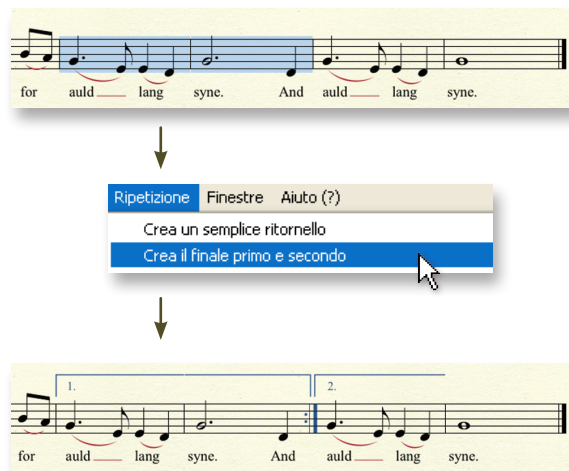 for auld lang syne. And auld lang syne.
Ripetizione Finestre Aiuto (?)
Crea un semplice ritornello
Crea il finale primo e secondo
1. 2.
for auld lang syne. And auld lang syne.